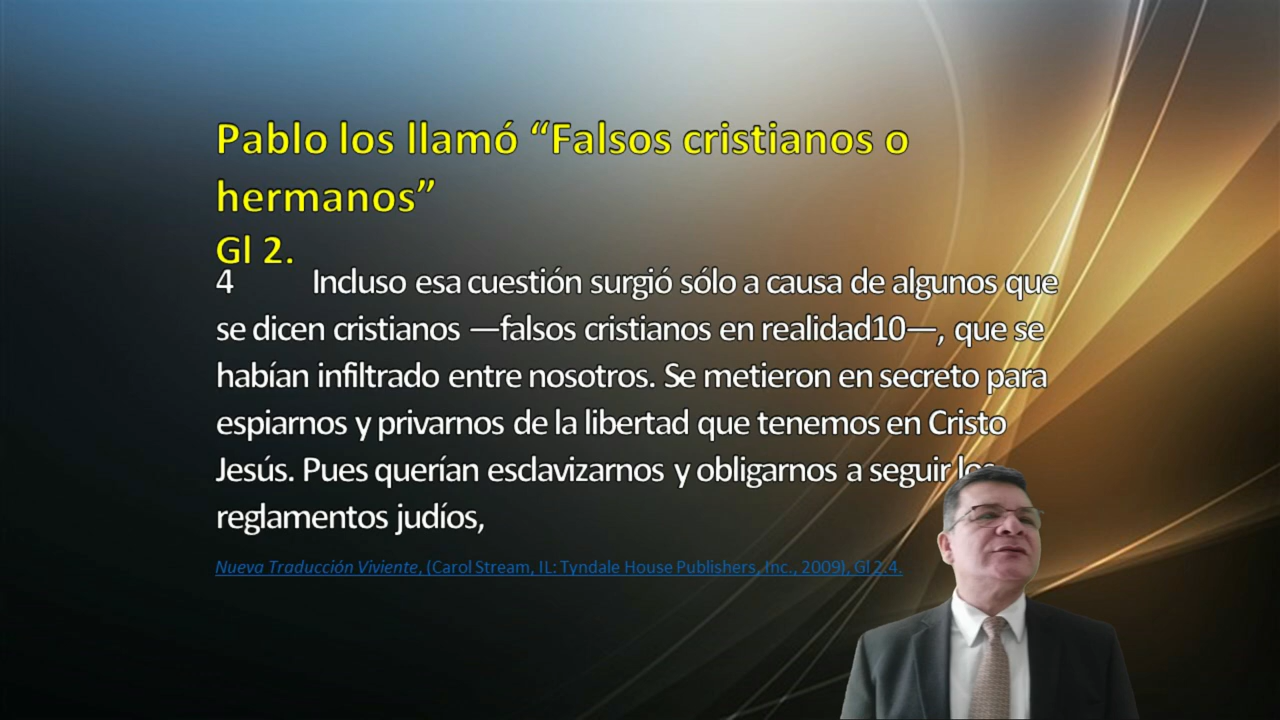 Pablo los llamó “Falsos cristianos o
hermanos”
Gl 2.
4 Incluso esa cuestión surgió sólo a causa de algunos que
se dicen cristianos —falsos cristianos en realidad10—, que se
habían infiltrado entre nosotros. Se metieron en secreto para
espiarnos y privarnos de la libertad que tenemos en Cristo
Jesús. Pues querían esclavizarnos y obligarnos a seguir los
reglamentos judíos,
Nueva Traducción Viviente, (Carol Stream, IL: Tyndale House Publishers, Inc., 2009), Gl 2.4.